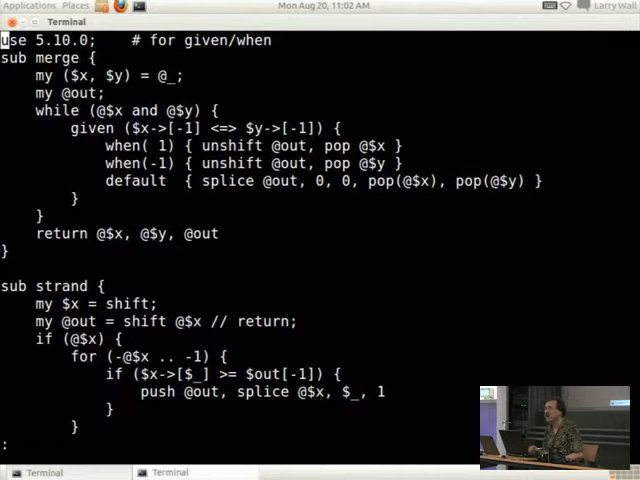 Applications Places Mon Aug 20, 11:02 AM Larry Wall
Terminal
use 5.10.0;    # for given/when
sub merge {
    my ($x, $y) = @_;
    my @out;
    while (@$x and @$y) {
        given ($x->[-1] <=> $y->[-1]) {
            when( 1) { unshift @out, pop @$x }
            when(-1) { unshift @out, pop @$y }
            default  { splice @out, 0, 0, pop(@$x), pop(@$y) }
        }
    }
    return @$x, @$y, @out
}
sub strand {
    my $x = shift;
    my @out = shift @$x // return;
    if (@$x) {
        for (-@$x .. -1) {
            if ($x->[$_] >= $out[-1]) {
                push @out, splice @$x, $_, 1
            }
        }
:
Terminal Terminal